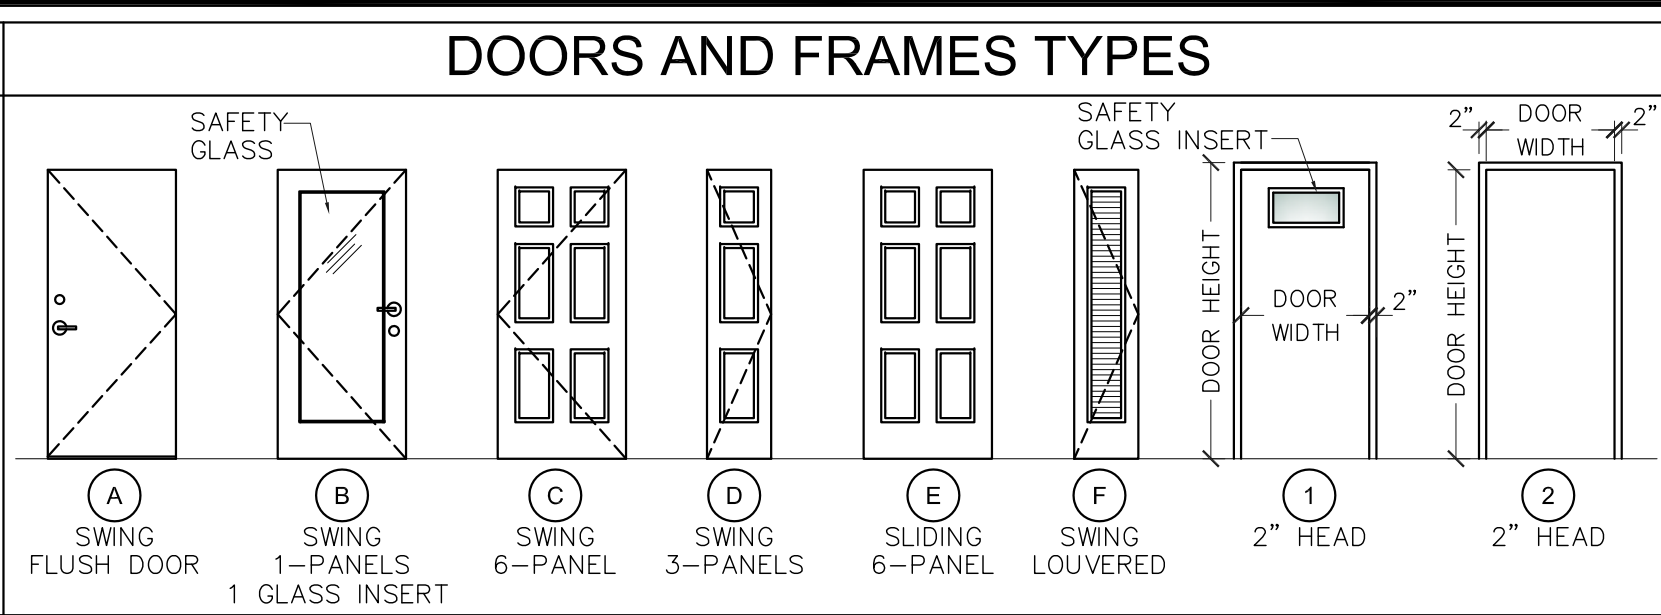 DOORS AND FRAMES TYPES
SAFETY
GLASS
SAFETY
GLASS INSERT
DOOR HEIGHT
DOOR
WIDTH
2”
2”
DOOR
WIDTH
2”
DOOR HEIGHT
A
SWING
FLUSH DOOR
B
SWING
1-PANELS
1 GLASS INSERT
C
SWING
6-PANEL
D
SWING
3-PANELS
E
SLIDING
6-PANEL
F
SWING
LOUVERED
1
2” HEAD
2
2” HEAD